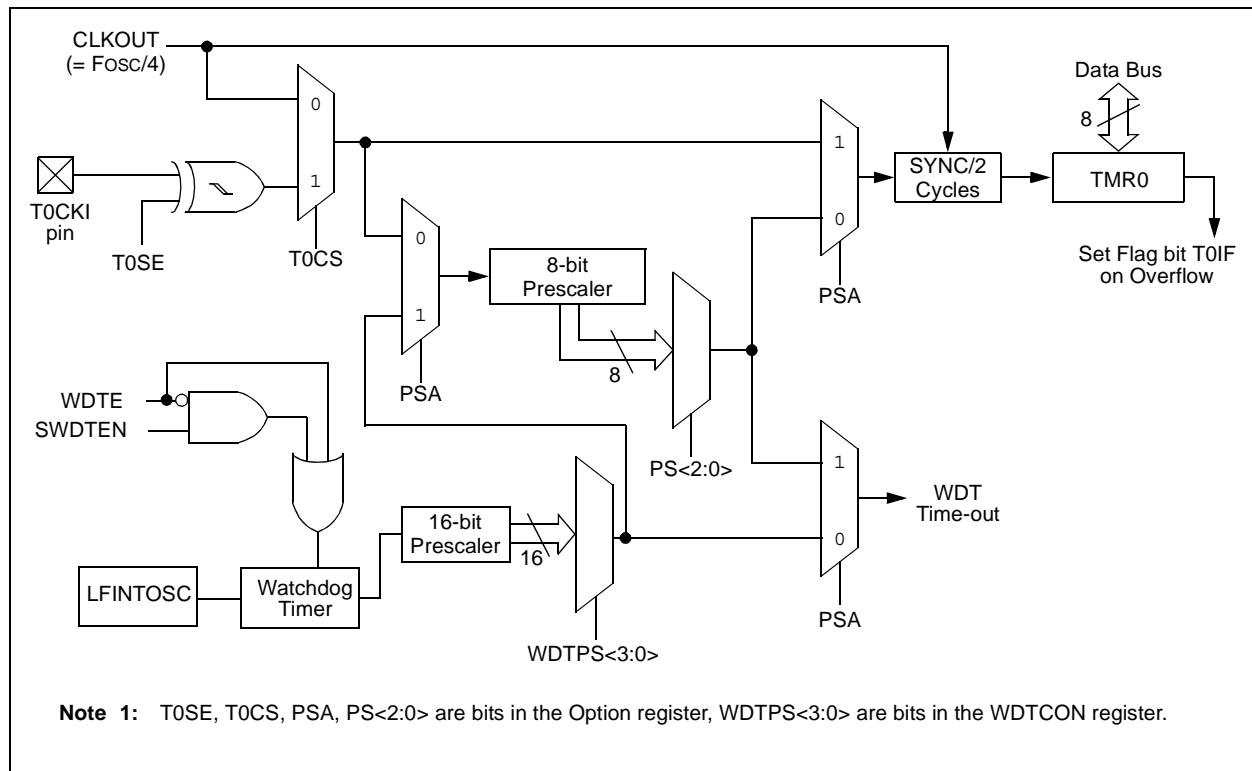 CLKOUT
(= FOSC/4)
0
1
T0CKI
pin
T0SE
T0CS
0
1
PSA
8-bit
Prescaler
8
PS<2:0>
1
0
PSA
SYNC/2
Cycles
Data Bus
8
TMR0
Set Flag bit T0IF
on Overflow
WDTE
SWDTEN
LFINTOSC
Watchdog
Timer
16-bit
Prescaler
16
WDTPS<3:0>
1
0
PSA
WDT
Time-out
Note 1: T0SE, T0CS, PSA, PS<2:0> are bits in the Option register, WDTPS<3:0> are bits in the WDTCON register.